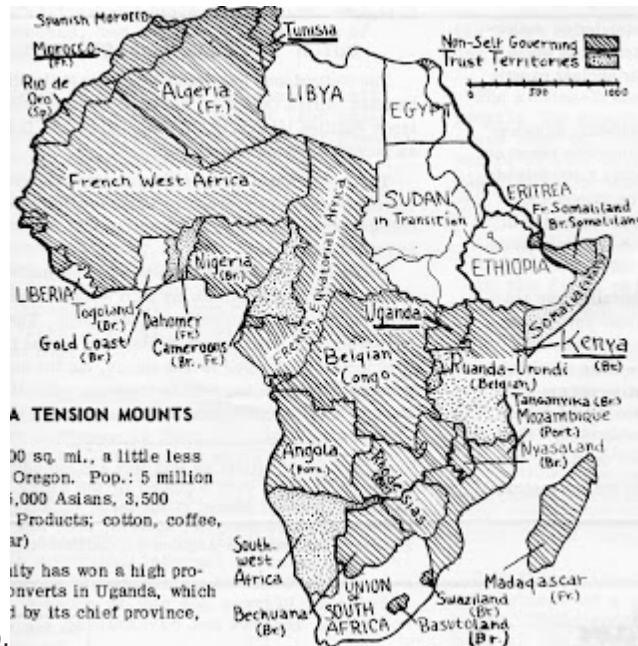 Spanish Morocco
Morocco
(Fr.)
Tunisia
Non-Self Governing
Trust Territories
0 500 1000
Rio de
Oro
(Sp)
Algeria
(Fr.)
LIBYA
EGYPT
French West Africa
French Equatorial Africa
SUDAN
in Transition
ERITREA
Fr. Somaliland
Br. Somaliland
ETHIOPIA
Somalia
LIBERIA
Togoland
(Br.)
Gold Coast
(Br.)
Dahomey
(Fr.)
Nigeria
(Br.)
Cameroons
(Br. Fr.)
Uganda
Kenya
(Br.)
Belgian
Congo
Ruanda-Urundi
(Belgian)
Tanganyika (Br.)
Mozambique
(Port.)
Nyasaland
(Br.)
Angola
(Port.)
Rhodesias
South-
west
Africa
Bechuana
(Br.)
UNION
of
SOUTH
AFRICA
Swaziland
(Br.)
Basutoland
(Br.)
Madagascar
(Fr.)
A TENSION MOUNTS
00 sq. mi., a little less
Oregon. Pop.: 5 million
,000 Asians, 3,500
Products; cotton, coffee,
ar)
ity has won a high pro-
onverts in Uganda, which
d by its chief province,